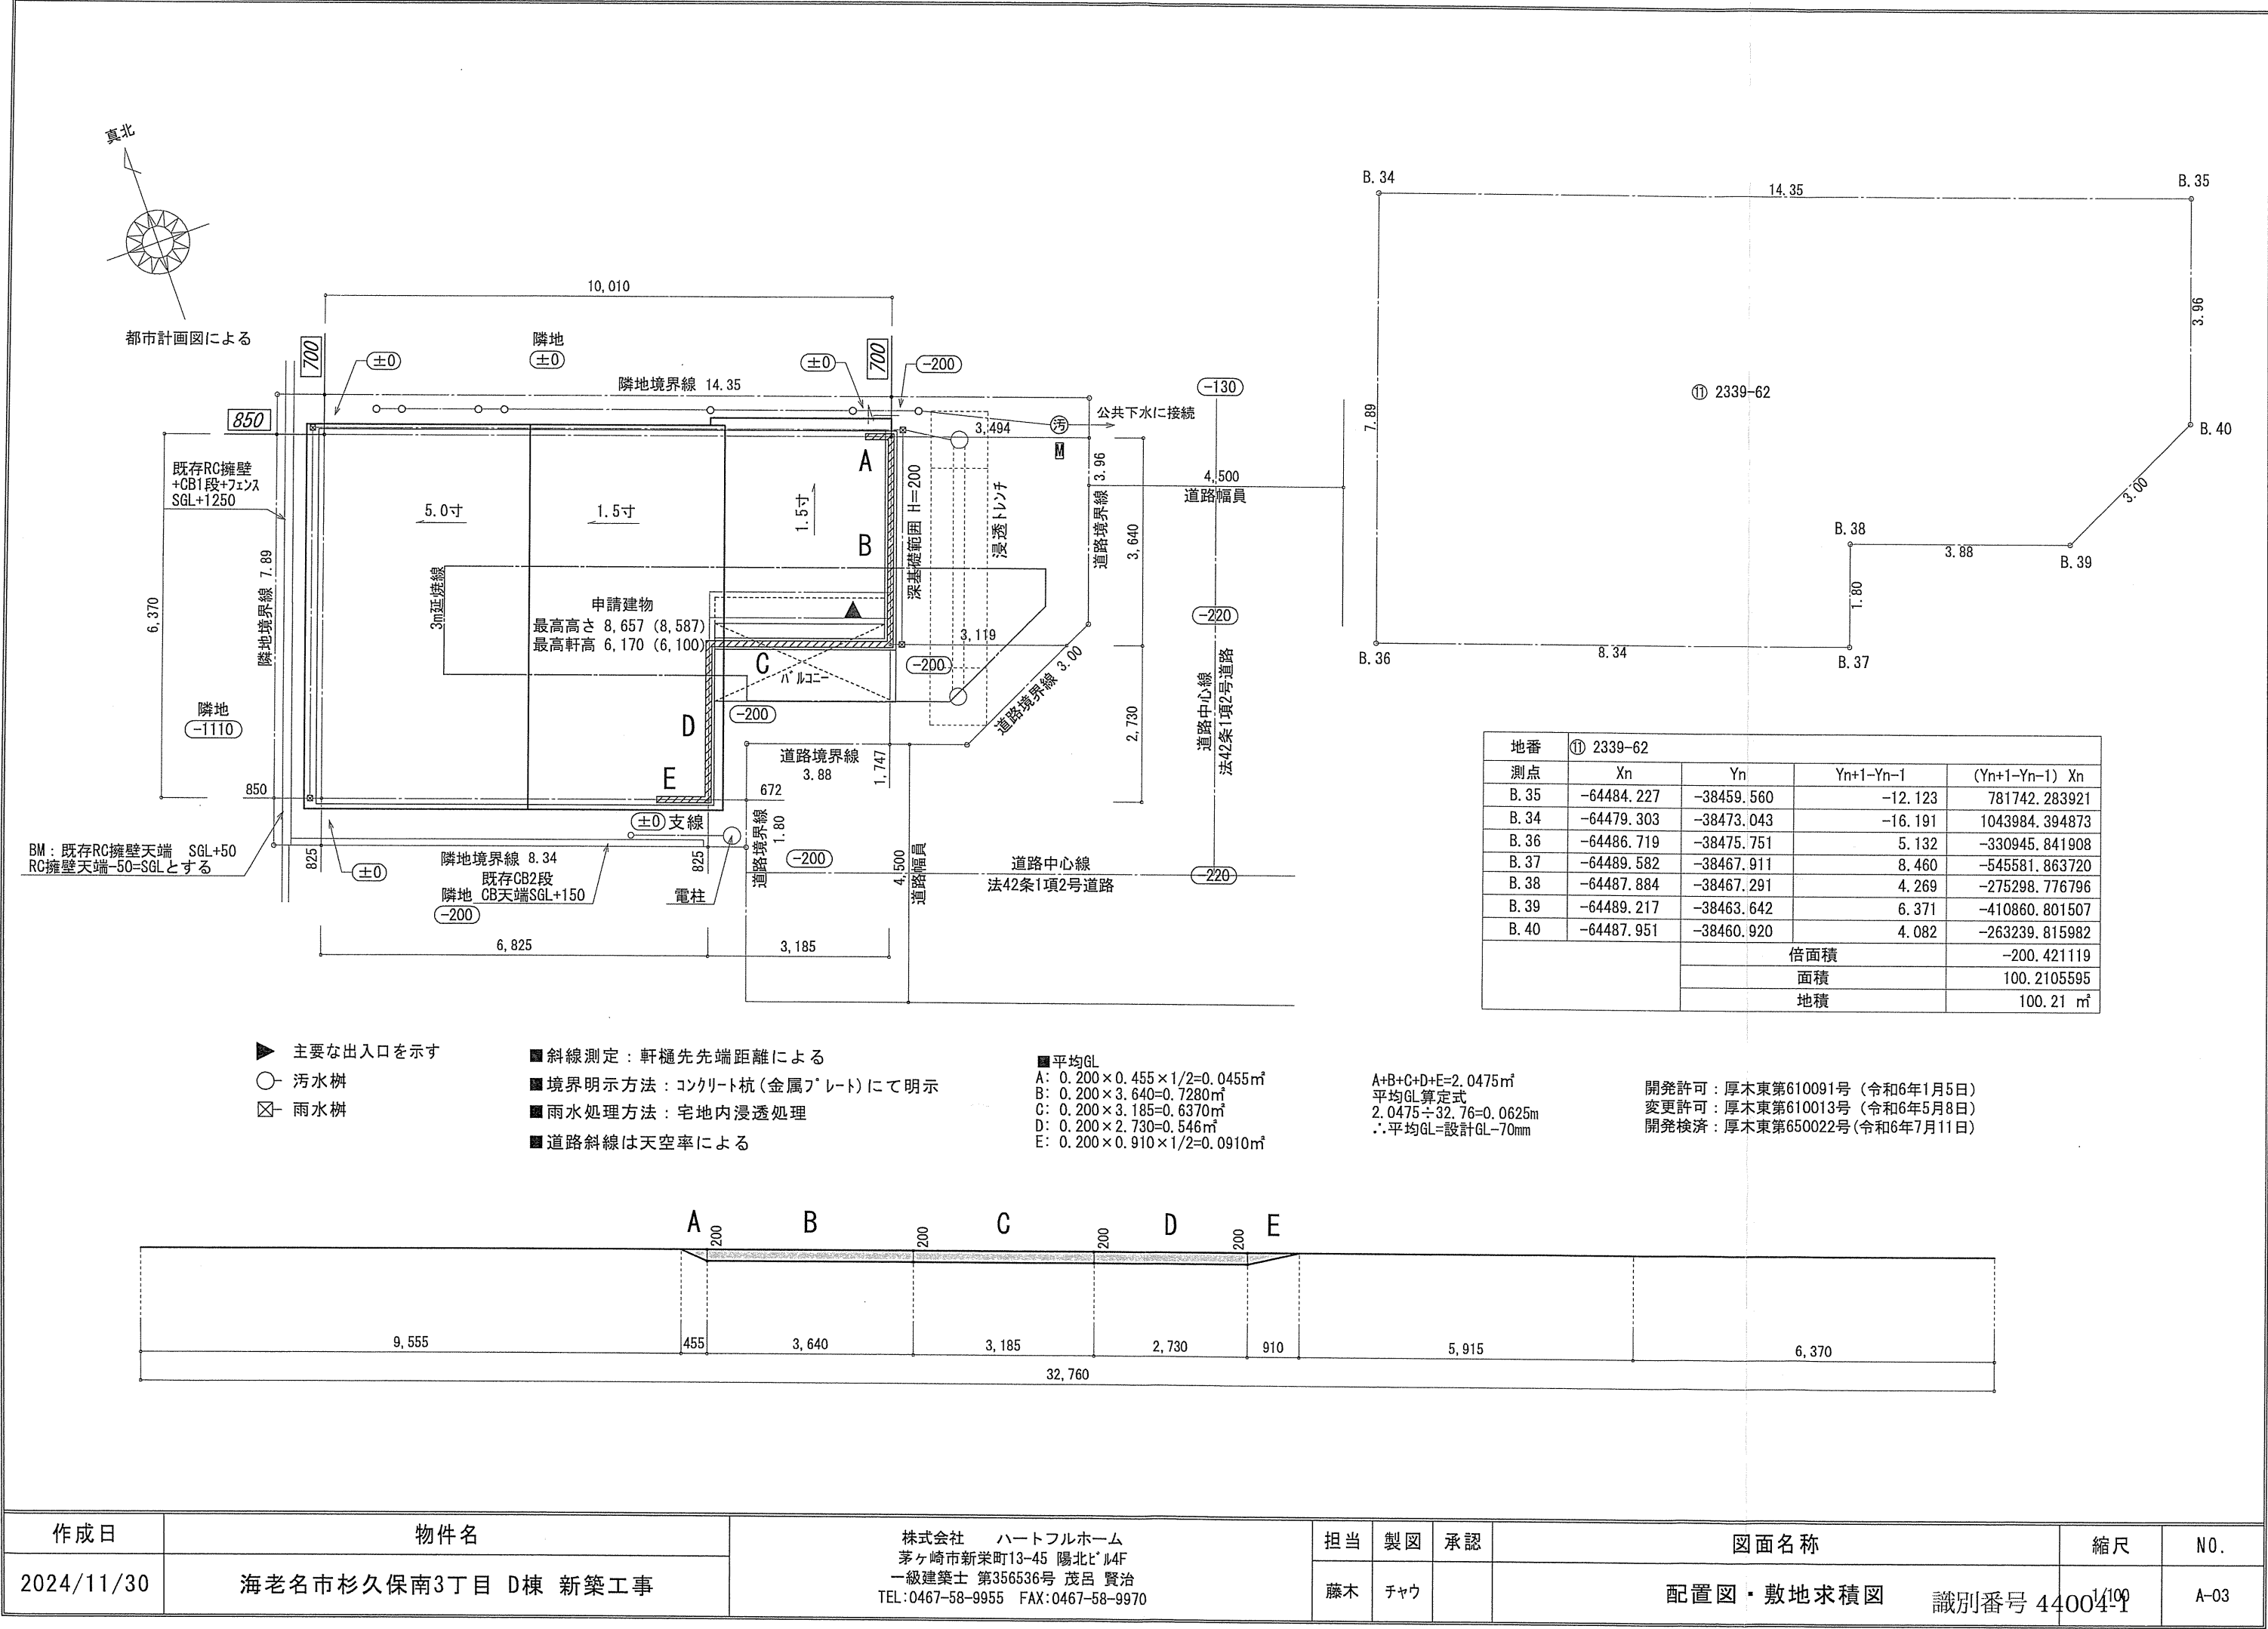 真北
都市計画図による
10,010
700
±0
隣地
±0
±0
700
-200
隣地境界線 14.35
-130
850
公共下水に接続
汚
M
3,494
既存RC擁壁
+CB1段+フェンス
SGL+1250
A
B
C
D
E
5.0寸
1.5寸
1.5寸
深基礎範囲 H=200
浸透トレンチ
道路境界線 3.96
4,500
道路幅員
3,640
6,370
隣地境界線 7.89
3m延焼線
申請建物
最高高さ 8,657 (8,587)
最高軒高 6,170 (6,100)
バルコニー
3,119
-200
-220
道路境界線 3.00
道路中心線
法42条1項2号道路
-200
2,730
隣地
-1110
道路境界線
3.88
1,747
850
672
±0 支線
道路境界線
1.80
-200
4,500
道路幅員
道路中心線
法42条1項2号道路
-220
BM：既存RC擁壁天端 SGL+50
RC擁壁天端-50=SGLとする
825
±0
隣地境界線 8.34
既存CB2段
隣地 CB天端SGL+150
-200
825
電柱
6,825
3,185
B.34
14.35
B.35
7.89
3.96
⑪ 2339-62
B.40
3.00
B.38
3.88
B.39
1.80
B.36
8.34
B.37
地番 ⑪ 2339-62
測点 Xn Yn Yn+1-Yn-1 (Yn+1-Yn-1) Xn
B.35 -64484.227 -38459.560 -12.123 781742.283921
B.34 -64479.303 -38473.043 -16.191 1043984.394873
B.36 -64486.719 -38475.751 5.132 -330945.841908
B.37 -64489.582 -38467.911 8.460 -545581.863720
B.38 -64487.884 -38467.291 4.269 -275298.776796
B.39 -64489.217 -38463.642 6.371 -410860.801507
B.40 -64487.951 -38460.920 4.082 -263239.815982
倍面積 -200.421119
面積 100.2105595
地積 100.21 ㎡
▶ 主要な出入口を示す
汚水桝
雨水桝
■斜線測定：軒樋先先端距離による
■境界明示方法：コンクリート杭(金属プレート)にて明示
■雨水処理方法：宅地内浸透処理
■道路斜線は天空率による
■平均GL
A: 0.200×0.455×1/2=0.0455㎡
B: 0.200×3.640=0.7280㎡
C: 0.200×3.185=0.6370㎡
D: 0.200×2.730=0.546㎡
E: 0.200×0.910×1/2=0.0910㎡
A+B+C+D+E=2.0475㎡
平均GL算定式
2.0475÷32.76=0.0625m
∴平均GL=設計GL-70mm
開発許可：厚木東第610091号 (令和6年1月5日)
変更許可：厚木東第610013号 (令和6年5月8日)
開発検済：厚木東第650022号(令和6年7月11日)
A 200 B 200 C 200 D 200 E
9,555 455 3,640 3,185 2,730 910 5,915 6,370
32,760
作成日
2024/11/30
物件名
海老名市杉久保南3丁目 D棟 新築工事
株式会社 ハートフルホーム
茅ヶ崎市新栄町13-45 陽北ビル4F
一級建築士 第356536号 茂呂 賢治
TEL:0467-58-9955 FAX:0467-58-9970
担当 製図 承認
藤木 チャウ
図面名称
配置図・敷地求積図
縮尺
1/100
NO.
A-03
識別番号 44004-1